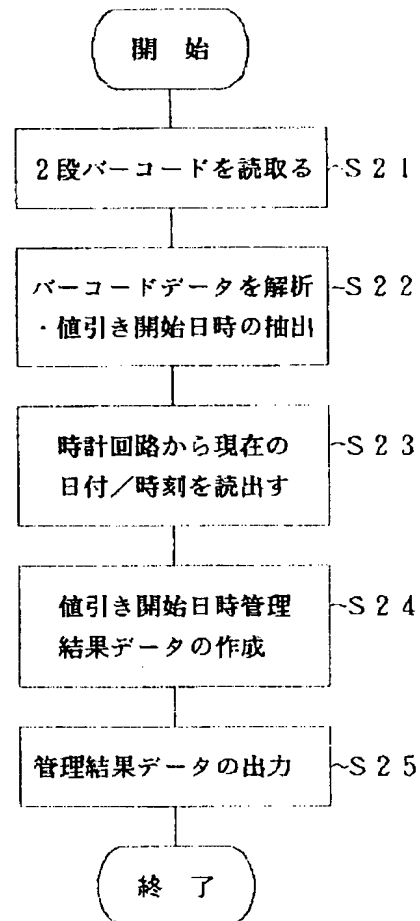 開 始
2段バーコードを読取る ~S21
バーコードデータを解析 ~S22
・値引き開始日時の抽出
時計回路から現在の ~S23
日付／時刻を読出す
値引き開始日時管理 ~S24
結果データの作成
管理結果データの出力 ~S25
終 了